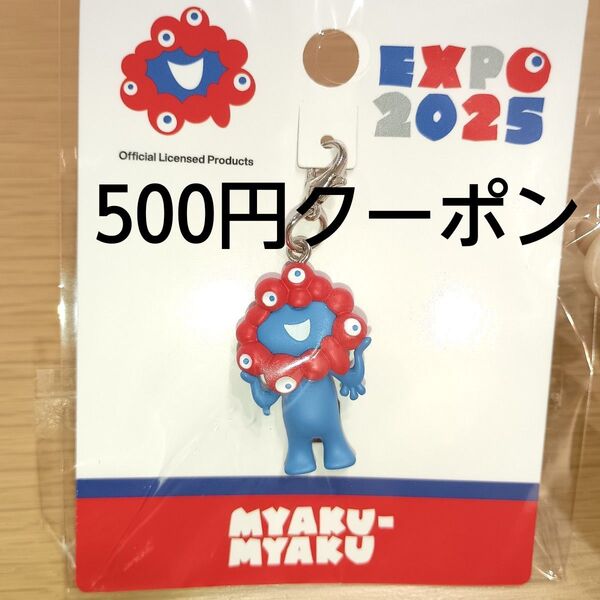 EXPO
2025
Official Licensed Products
500円クーポン
MYAKU-
MYAKU